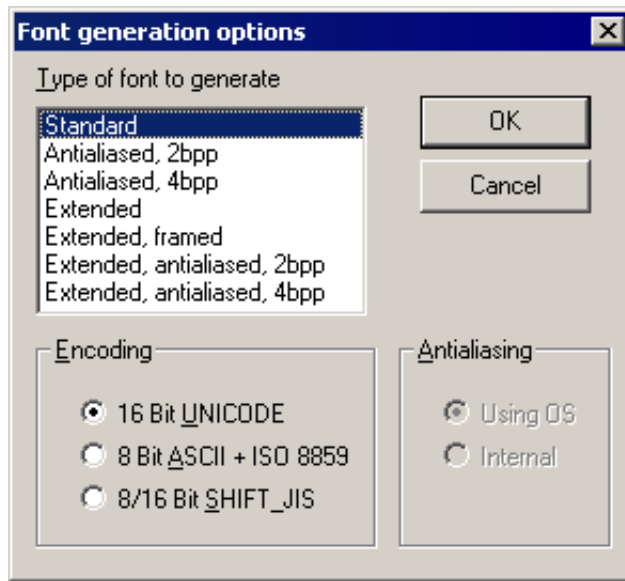 Font generation options
Type of font to generate
Standard
Antialiased, 2bpp
Antialiased, 4bpp
Extended
Extended, framed
Extended, antialiased, 2bpp
Extended, antialiased, 4bpp
OK
Cancel
Encoding
16 Bit UNICODE
8 Bit ASCII + ISO 8859
8/16 Bit SHIFT_JIS
Antialiasing
Using OS
Internal